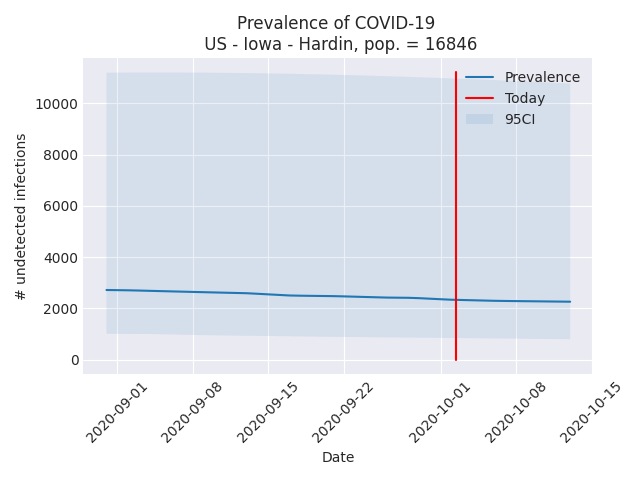 Prevalence of COVID-19
US - Iowa - Hardin, pop. = 16846
Prevalence
Today
95CI
# undetected infections
10000
8000
6000
4000
2000
0
2020-09-01
2020-09-08
2020-09-15
2020-09-22
2020-10-01
2020-10-08
2020-10-15
Date